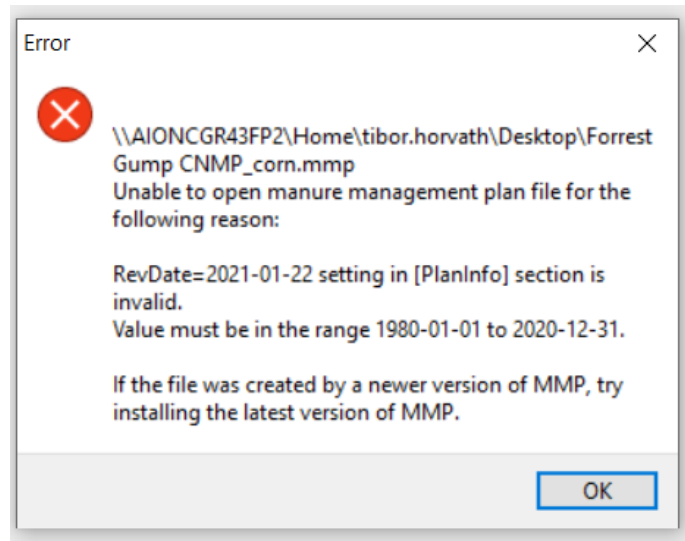 Error
\\AIONCGR43FP2\Home\tibor.horvath\Desktop\Forrest
Gump CNMP_corn.mmp
Unable to open manure management plan file for the
following reason:
RevDate=2021-01-22 setting in [PlanInfo] section is
invalid.
Value must be in the range 1980-01-01 to 2020-12-31.
If the file was created by a newer version of MMP, try
installing the latest version of MMP.
OK